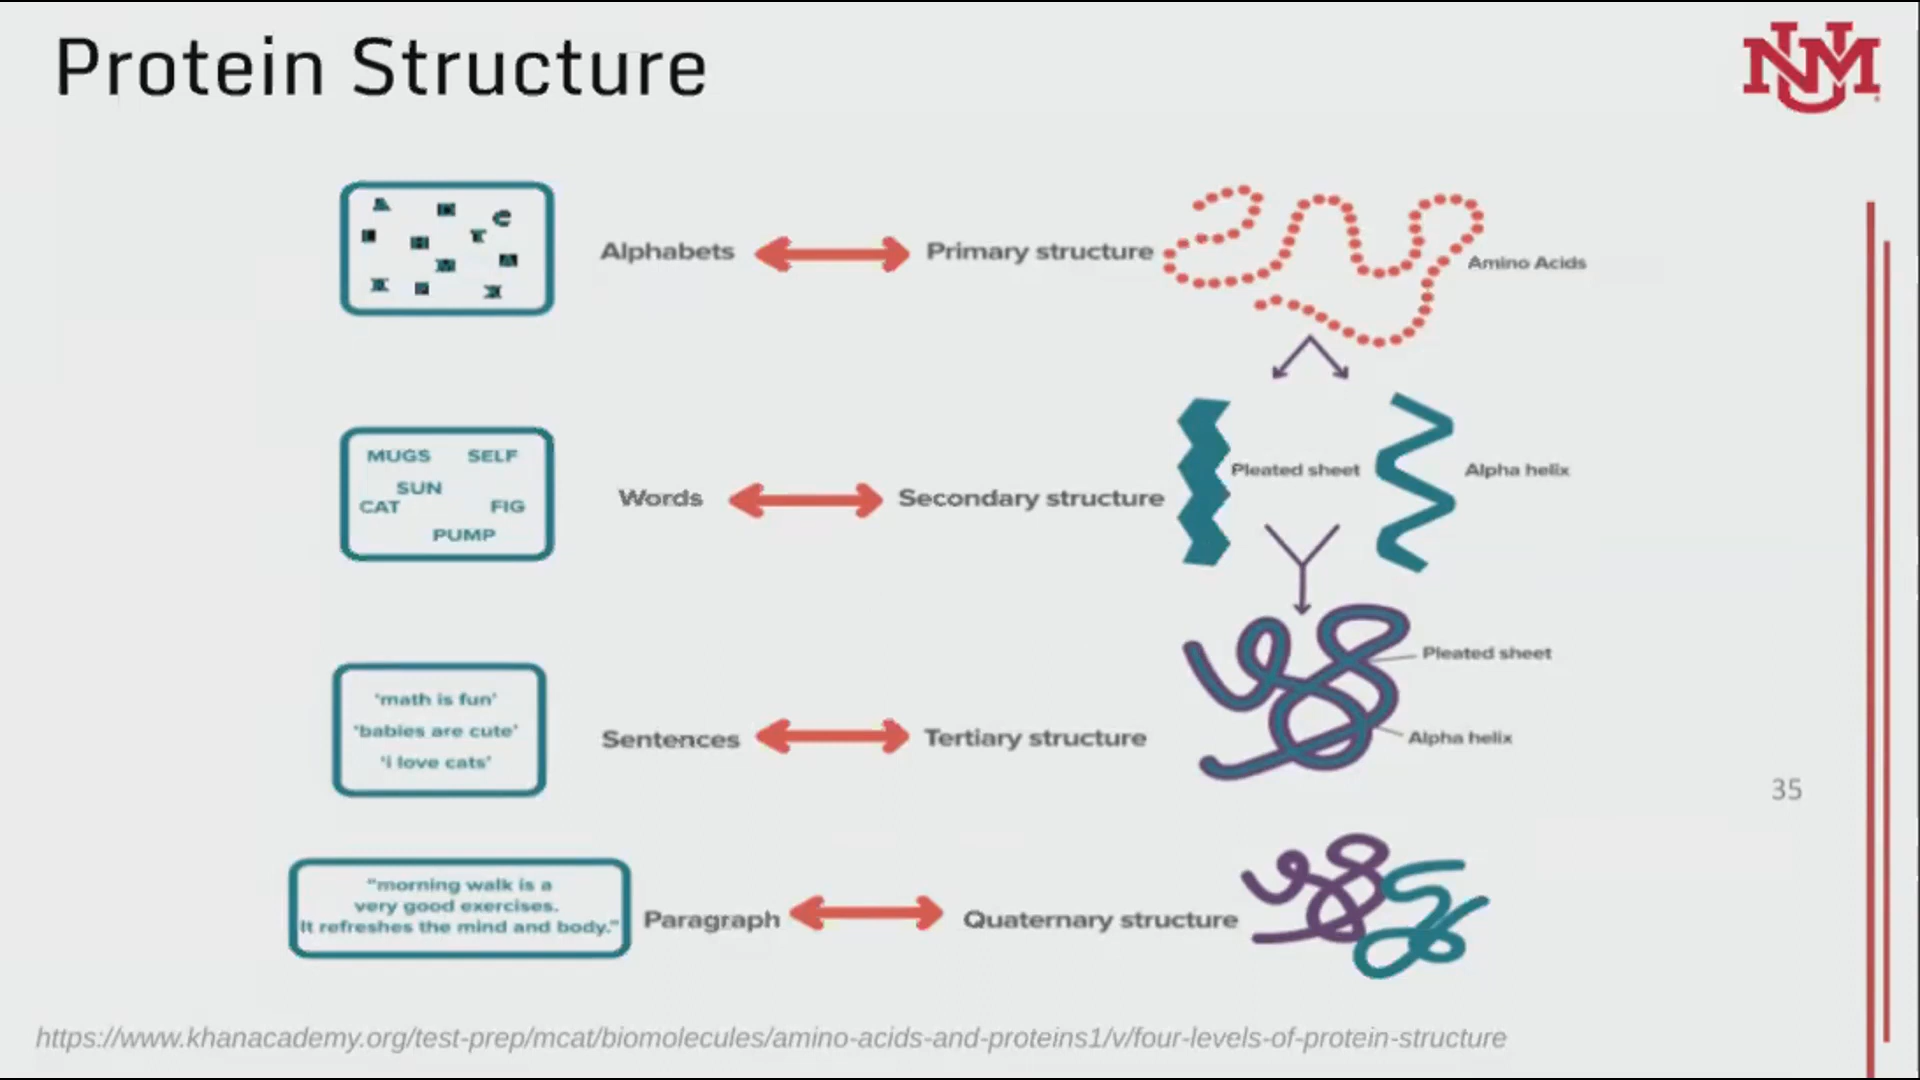 Protein Structure
UNM
Alphabets
Primary structure
Amino Acids
MUGS SELF
SUN
CAT FIG
PUMP
Words
Secondary structure
Pleated sheet
Alpha helix
'math is fun'
'babies are cute'
'i love cats'
Sentences
Tertiary structure
Pleated sheet
Alpha helix
35
"morning walk is a
very good exercises.
It refreshes the mind and body."
Paragraph
Quaternary structure
https://www.khanacademy.org/test-prep/mcat/biomolecules/amino-acids-and-proteins1/v/four-levels-of-protein-structure